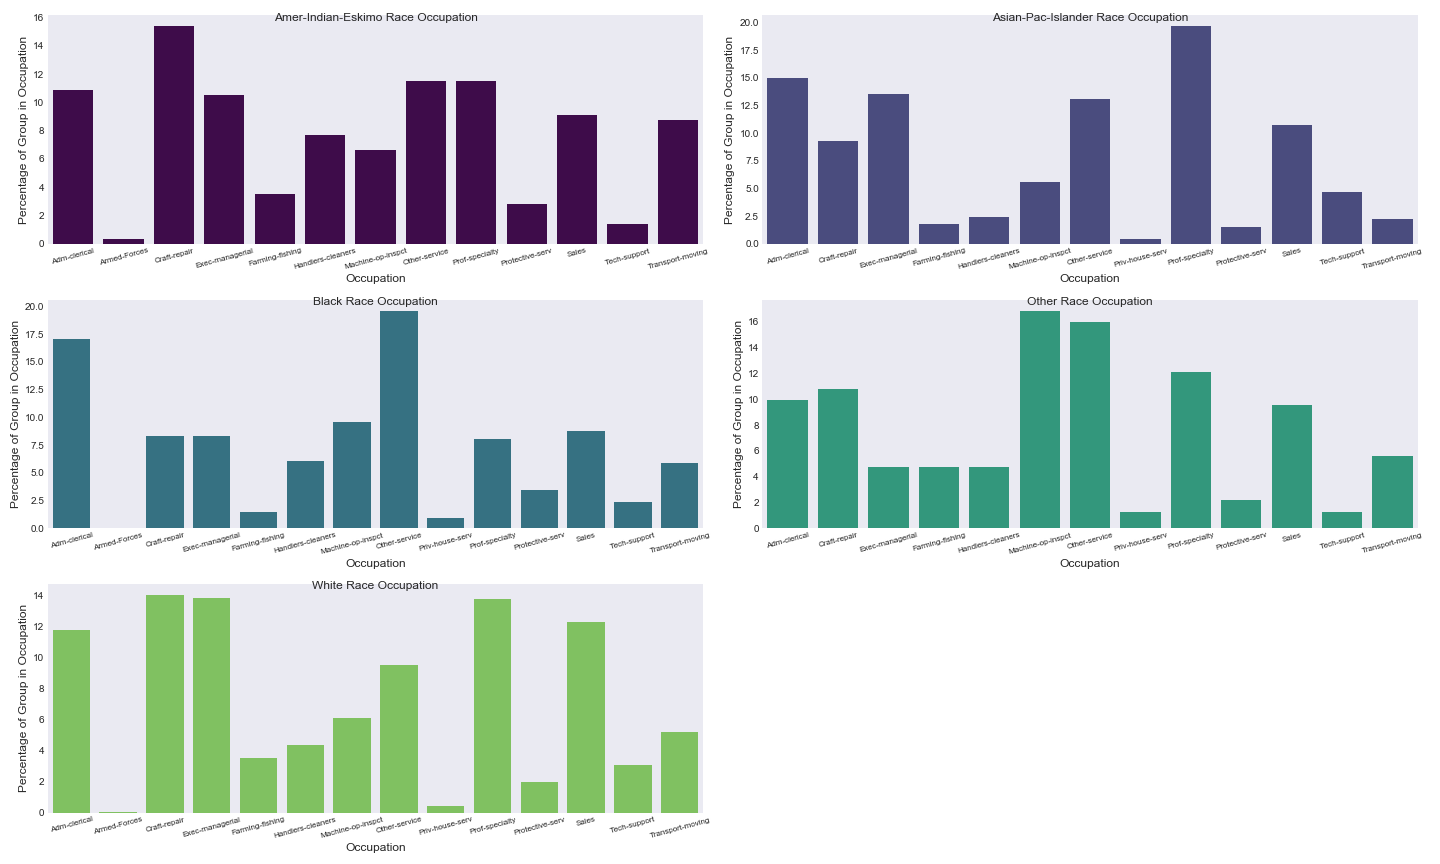 Amer-Indian-Eskimo Race Occupation
Percentage of Group in Occupation
16
14
12
10
8
6
4
2
0
Adm-clerical Armed-Forces Craft-repair Exec-managerial Farming-fishing Handlers-cleaners Machine-op-inspct Other-service Prof-specialty Protective-serv Sales Tech-support Transport-moving
Occupation
Asian-Pac-Islander Race Occupation
Percentage of Group in Occupation
20.0
17.5
15.0
12.5
10.0
7.5
5.0
2.5
0.0
Adm-clerical Craft-repair Exec-managerial Farming-fishing Handlers-cleaners Machine-op-inspct Other-service Priv-house-serv Prof-specialty Protective-serv Sales Tech-support Transport-moving
Occupation
Black Race Occupation
Percentage of Group in Occupation
20.0
17.5
15.0
12.5
10.0
7.5
5.0
2.5
0.0
Adm-clerical Armed-Forces Craft-repair Exec-managerial Farming-fishing Handlers-cleaners Machine-op-inspct Other-service Priv-house-serv Prof-specialty Protective-serv Sales Tech-support Transport-moving
Occupation
Other Race Occupation
Percentage of Group in Occupation
16
14
12
10
8
6
4
2
0
Adm-clerical Craft-repair Exec-managerial Farming-fishing Handlers-cleaners Machine-op-inspct Other-service Priv-house-serv Prof-specialty Protective-serv Sales Tech-support Transport-moving
Occupation
White Race Occupation
Percentage of Group in Occupation
14
12
10
8
6
4
2
0
Adm-clerical Armed-Forces Craft-repair Exec-managerial Farming-fishing Handlers-cleaners Machine-op-inspct Other-service Priv-house-serv Prof-specialty Protective-serv Sales Tech-support Transport-moving
Occupation